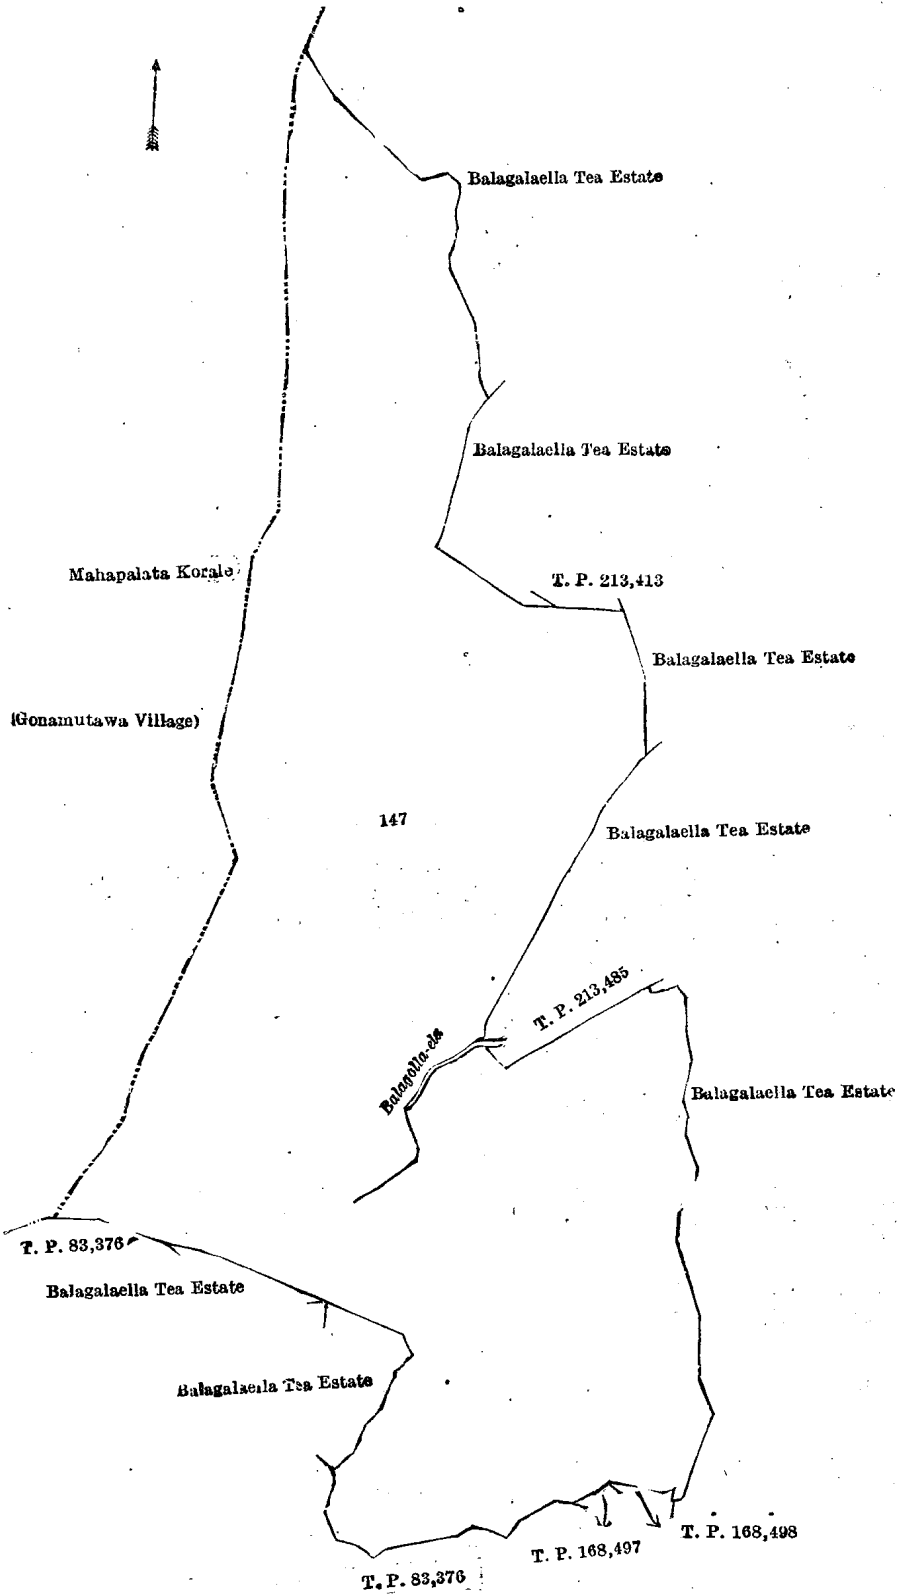 Balagalaella Tea Estate
Balagalaella Tea Estate
Mahapalata Korale
T. P. 213,413
Balagalaella Tea Estate
(Gonamutawa Village)
147
Balagalaella Tea Estate
T. P. 213,485
Balagolla-ela
Balagalaella Tea Estate
T. P. 83,376
Balagalaella Tea Estate
Balagalaella Tea Estate
T. P. 168,498
T. P. 168,497
T. P. 83,376